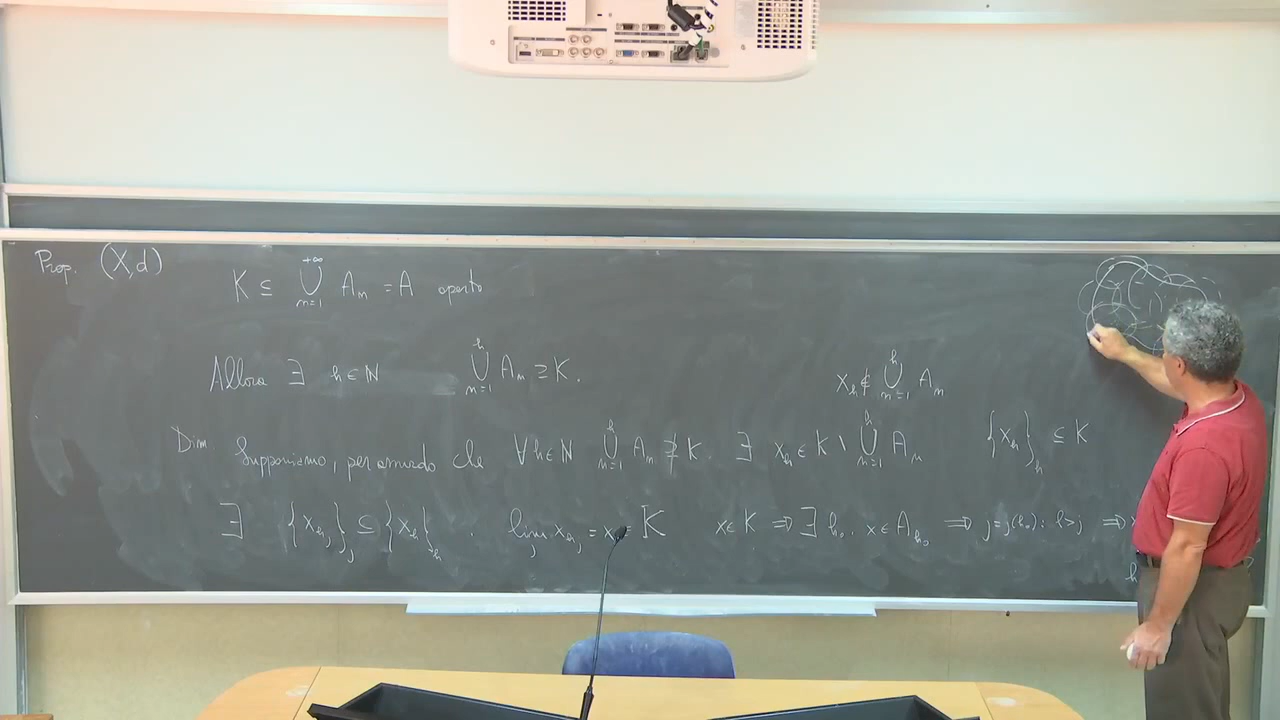 Prop. (X,d)
K ⊆ ⋃_{m=1}^{+∞} A_m = A aperto
Allora ∃ h∈ℕ ⋃_{m=1}^{h} A_m ⊇ K.
x_h ∉ ⋃_{m=1}^{h} A_m
Dim. Supponiamo, per assurdo che ∀h∈ℕ ⋃_{m=1}^{h} A_m ⊉ K. ∃ x_h ∈ K \ ⋃_{m=1}^{h} A_m {x_h}_h ⊆ K
∃ {x_{h_j}}_j ⊆ {x_h}_h . lim_j x_{h_j} = x ∈ K x∈K ⟹ ∃ h_0 . x∈A_{h_0} ⟹ j=j(h_0): l>j ⟹